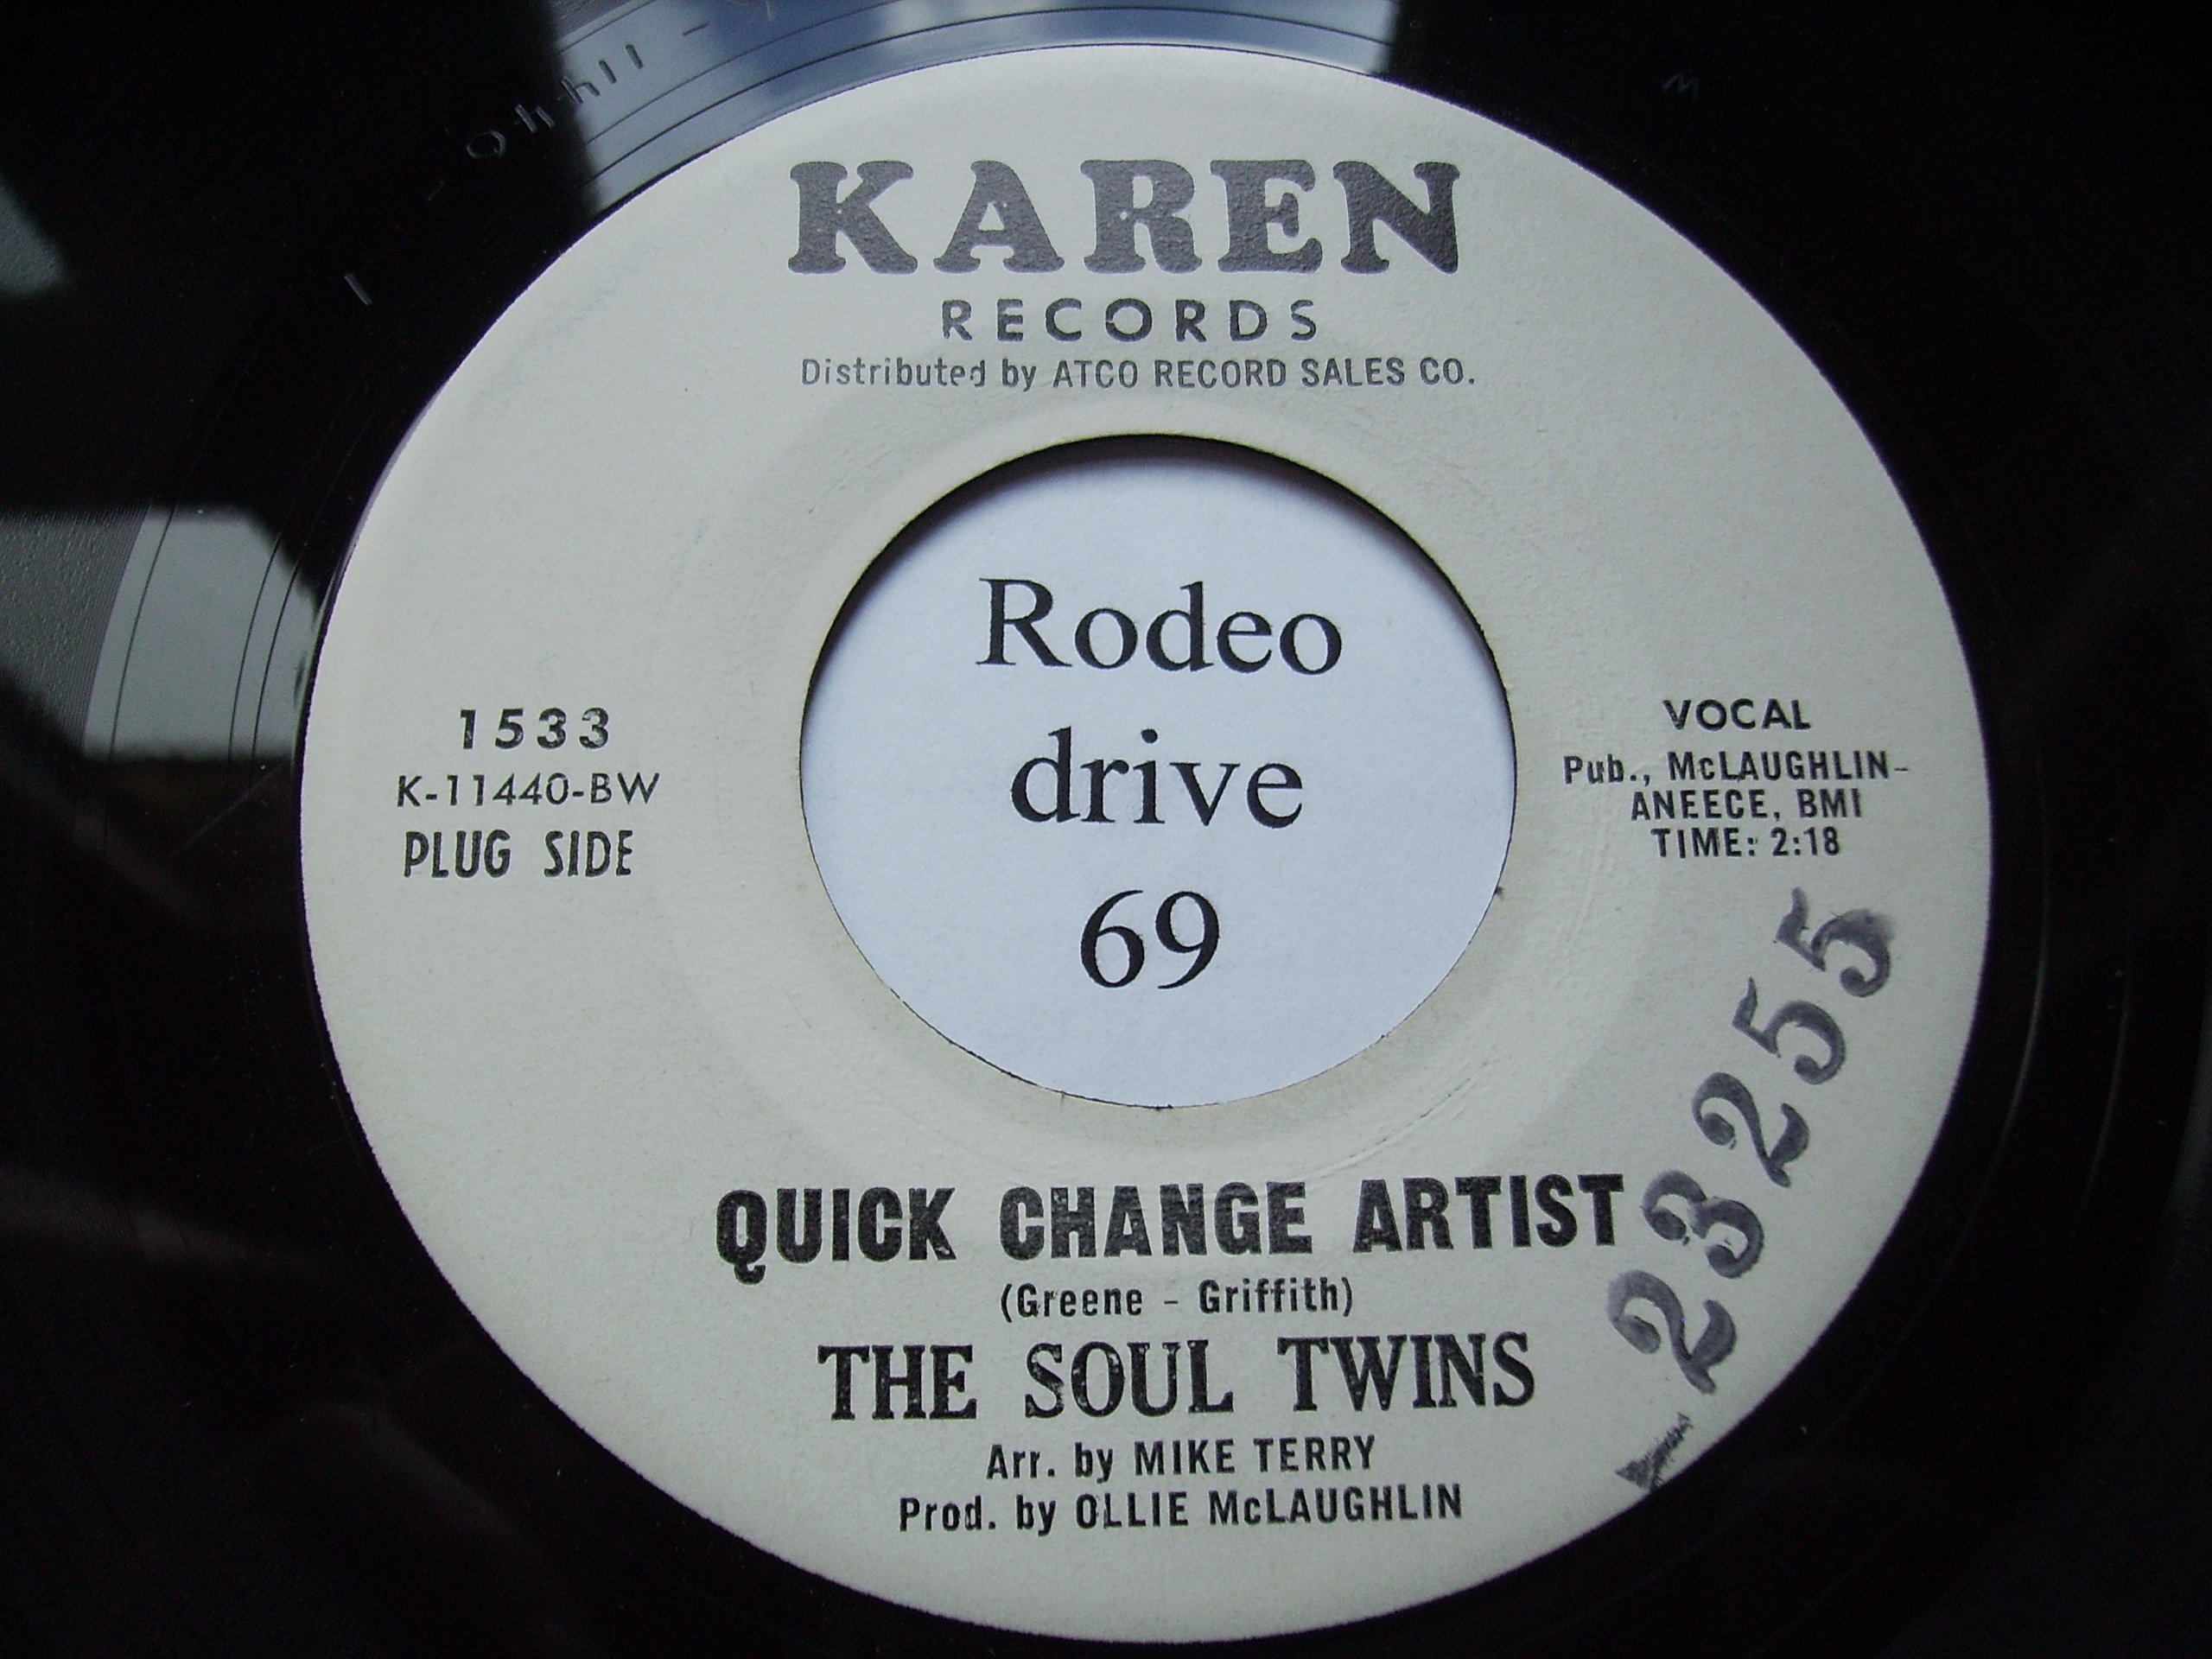 KAREN
RECORDS
Distributed by ATCO RECORD SALES CO.
Rodeo
drive
69
1533
K-11440-BW
PLUG SIDE
VOCAL
Pub., McLAUGHLIN-
ANEECE, BMI
TIME: 2:18
23255
QUICK CHANGE ARTIST
(Greene - Griffith)
THE SOUL TWINS
Arr. by MIKE TERRY
Prod. by OLLIE McLAUGHLIN